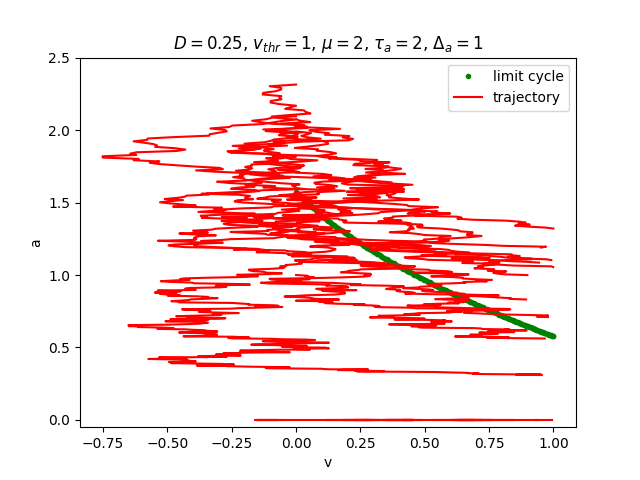 D = 0.25, v_thr = 1, μ = 2, τ_a = 2, Δ_a = 1
limit cycle
trajectory
2.5
2.0
1.5
1.0
0.5
0.0
a
−0.75 −0.50 −0.25 0.00 0.25 0.50 0.75 1.00
v